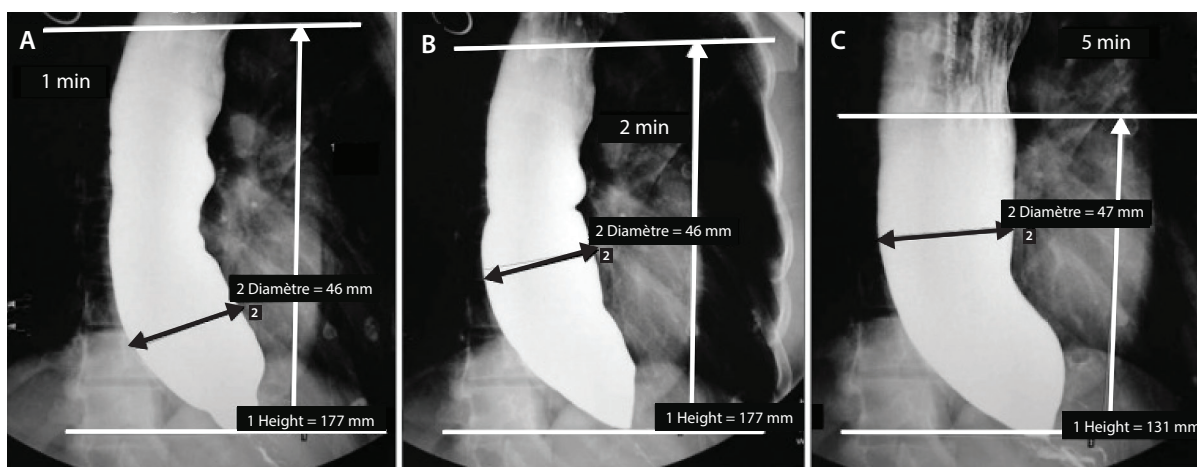 A
1 min
2 Diamètre = 46 mm
2
1 Height = 177 mm
B
2 min
2 Diamètre = 46 mm
2
1 Height = 177 mm
C
5 min
2 Diamètre = 47 mm
2
1 Height = 131 mm